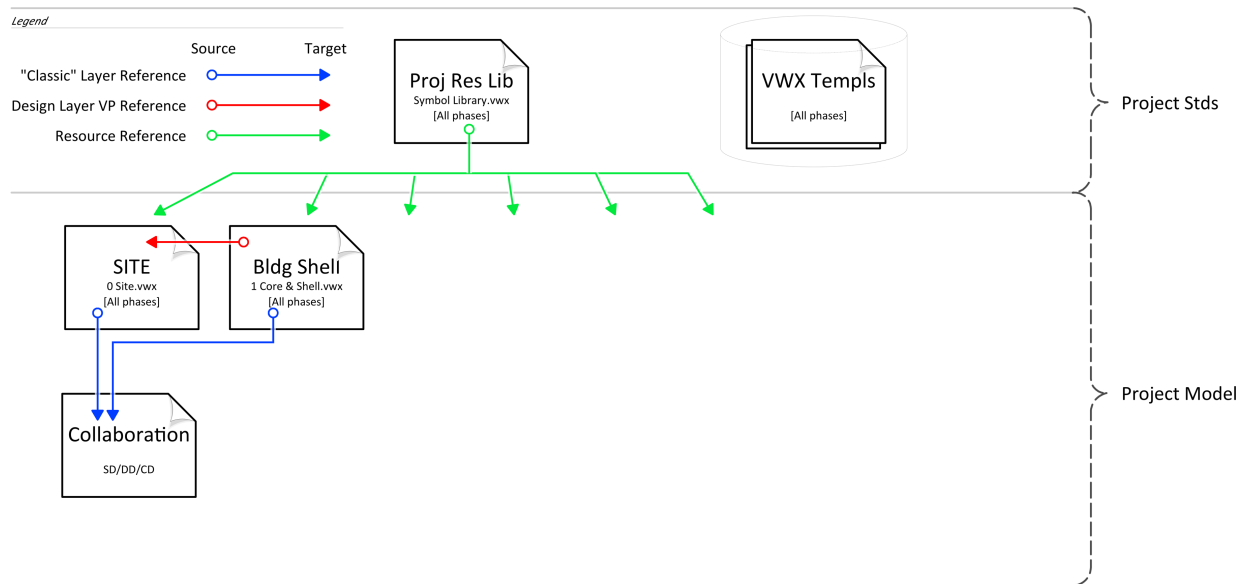 Legend
Source Target
"Classic" Layer Reference
Design Layer VP Reference
Resource Reference
Proj Res Lib
Symbol Library.vwx
[All phases]
VWX Templs
[All phases]
Project Stds
SITE
0 Site.vwx
[All phases]
Bldg Shell
1 Core & Shell.vwx
[All phases]
Collaboration
SD/DD/CD
Project Model